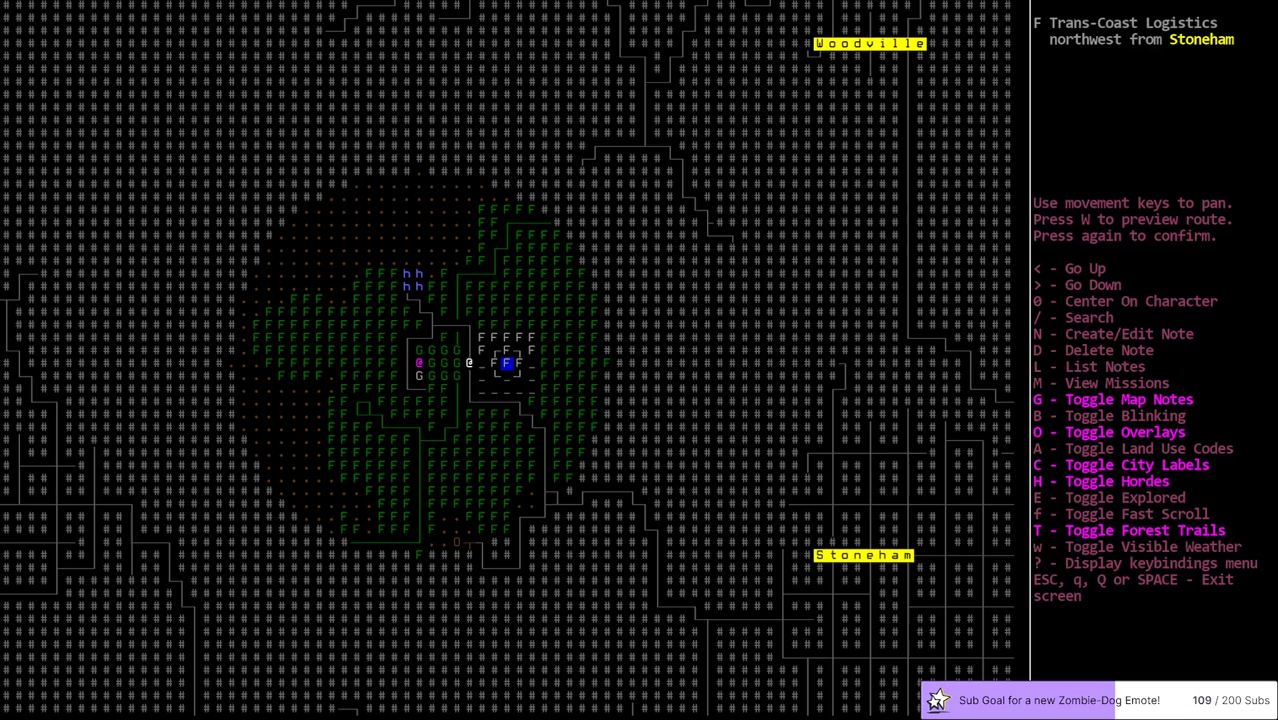 Woodville
Stoneham
F Trans-Coast Logistics
northwest from Stoneham
Use movement keys to pan.
Press W to preview route.
Press again to confirm.
< - Go Up
> - Go Down
0 - Center On Character
/ - Search
N - Create/Edit Note
D - Delete Note
L - List Notes
M - View Missions
G - Toggle Map Notes
B - Toggle Blinking
O - Toggle Overlays
A - Toggle Land Use Codes
C - Toggle City Labels
H - Toggle Hordes
E - Toggle Explored
f - Toggle Fast Scroll
T - Toggle Forest Trails
w - Toggle Visible Weather
? - Display keybindings menu
ESC, q, Q or SPACE - Exit
screen
Sub Goal for a new Zombie-Dog Emote! 109 / 200 Subs